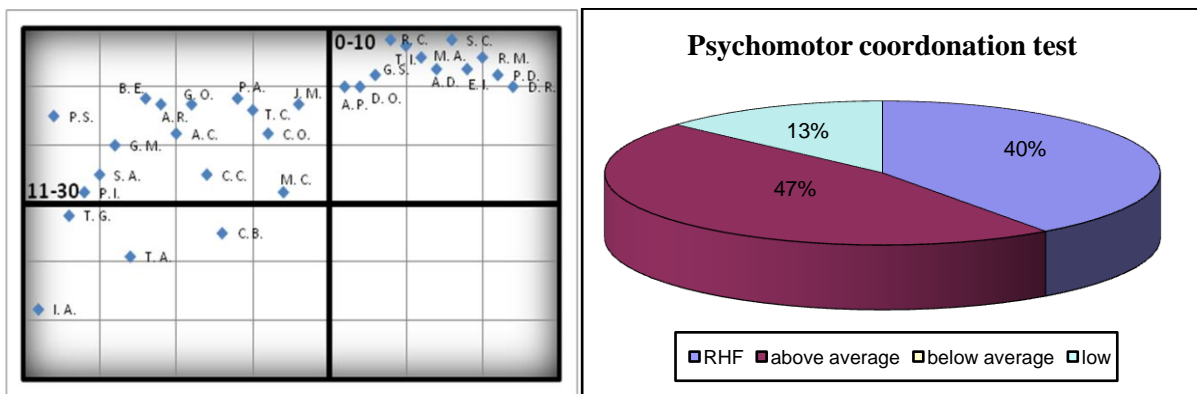 0-10
R. C.
S. C.
T. I.
M. A.
R. M.
G. S.
A. D.
E. I.
P. D.
A. P.
D. O.
D. R.
B. E.
G. O.
P. A.
J. M.
P. S.
A. R.
T. C.
A. C.
C. O.
G. M.
S. A.
C. C.
M. C.
11-30
P. I.
T. G.
C. B.
T. A.
I. A.
Psychomotor coordonation test
13%
40%
47%
RHF above average below average low